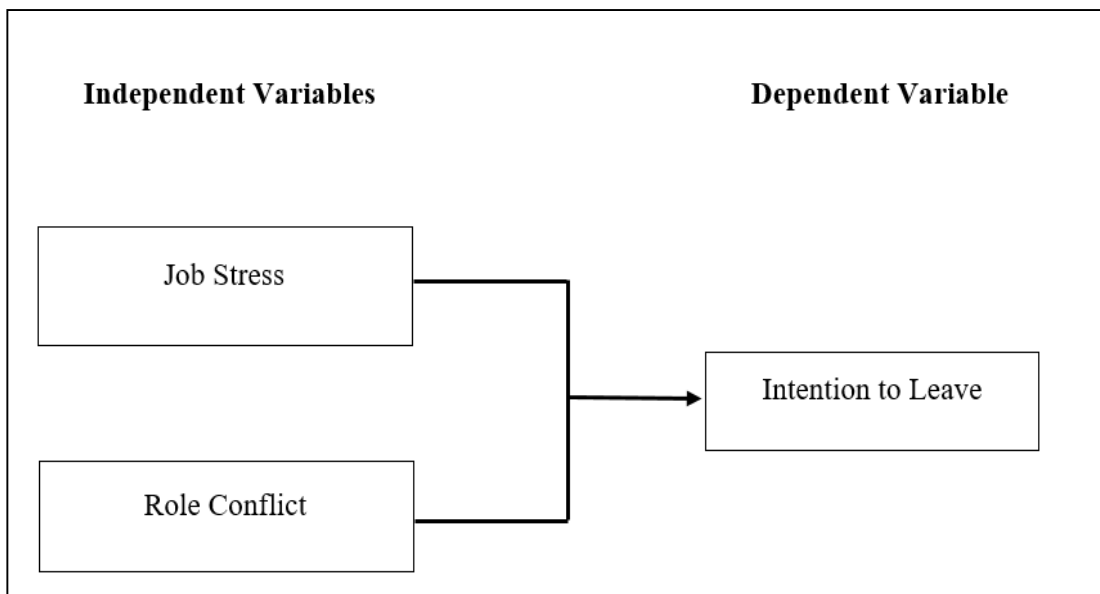 Independent Variables
Dependent Variable
Job Stress
Intention to Leave
Role Conflict